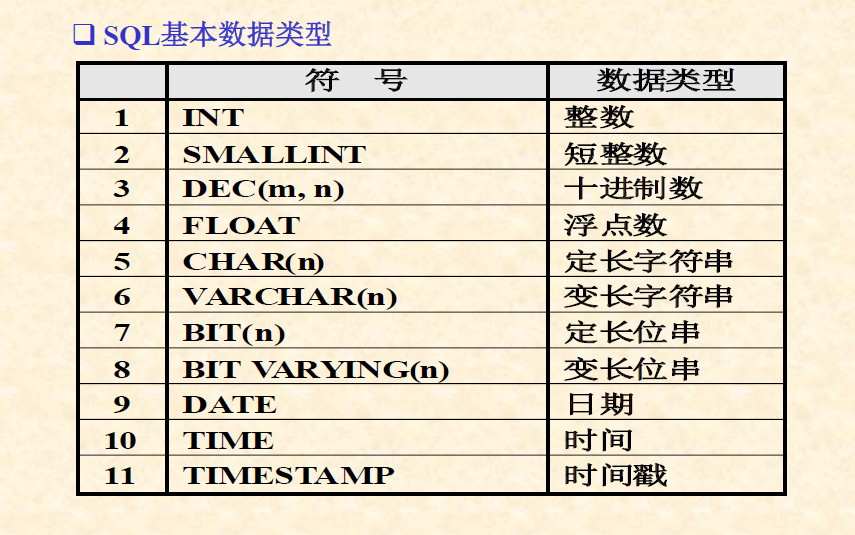 ❑ SQL基本数据类型
符 号 数据类型
1 INT 整数
2 SMALLINT 短整数
3 DEC(m, n) 十进制数
4 FLOAT 浮点数
5 CHAR(n) 定长字符串
6 VARCHAR(n) 变长字符串
7 BIT(n) 定长位串
8 BIT VARYING(n) 变长位串
9 DATE 日期
10 TIME 时间
11 TIMESTAMP 时间戳